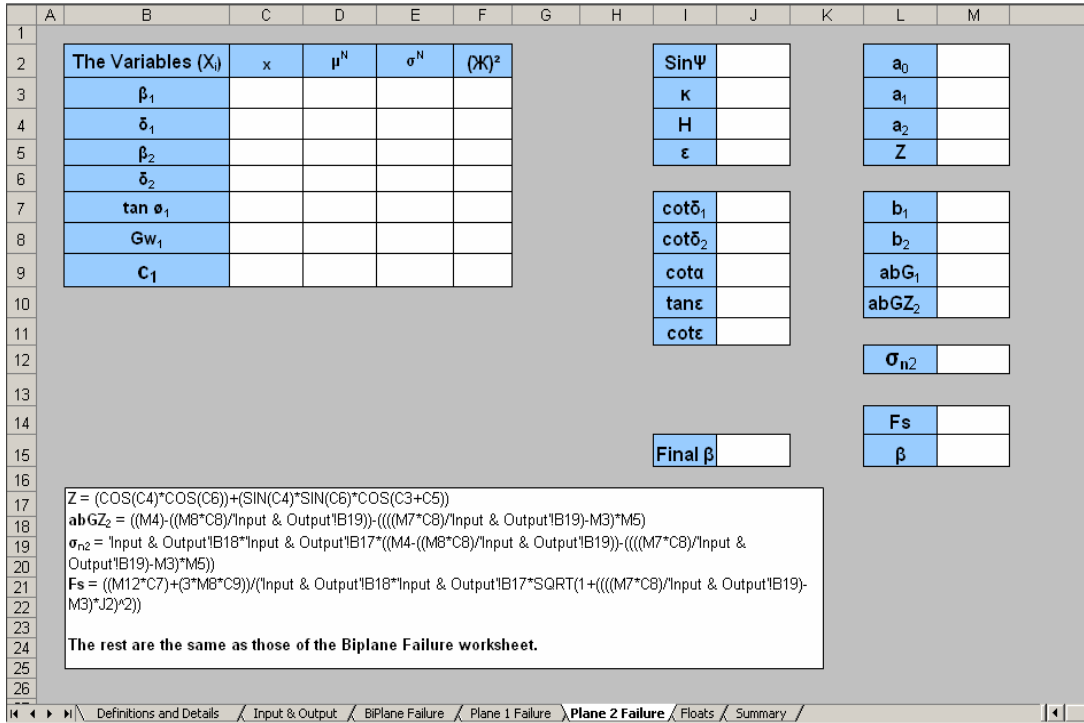 A B C D E F G H I J K L M
1
2 The Variables (Xᵢ) x μᴺ σᴺ (Ж)² SinΨ a₀
3 β₁ κ a₁
4 δ₁ H a₂
5 β₂ ε Z
6 δ₂
7 tan ø₁ cotδ₁ b₁
8 Gw₁ cotδ₂ b₂
9 C₁ cotα abG₁
10 tanε abGZ₂
11 cotε
12 σₙ₂
13
14 Fs
15 Final β β
16
17 Z = (COS(C4)*COS(C6))+(SIN(C4)*SIN(C6)*COS(C3+C5))
18 abGZ₂ = ((M4)-((M8*C8)/'Input & Output'!B19))-((((M7*C8)/'Input & Output'!B19)-M3)*M5)
19 σₙ₂ = 'Input & Output'!B18*'Input & Output'!B17*((M4-((M8*C8)/'Input & Output'!B19))-((((M7*C8)/'Input &
20 Output'!B19)-M3)*M5))
21 Fs = ((M12*C7)+(3*M8*C9))/('Input & Output'!B18*'Input & Output'!B17*SQRT(1+((((M7*C8)/'Input & Output'!B19)-
22 M3)*J2)^2))
23
24 The rest are the same as those of the Biplane Failure worksheet.
25
26
Definitions and Details / Input & Output / BiPlane Failure / Plane 1 Failure \ Plane 2 Failure / Floats / Summary /